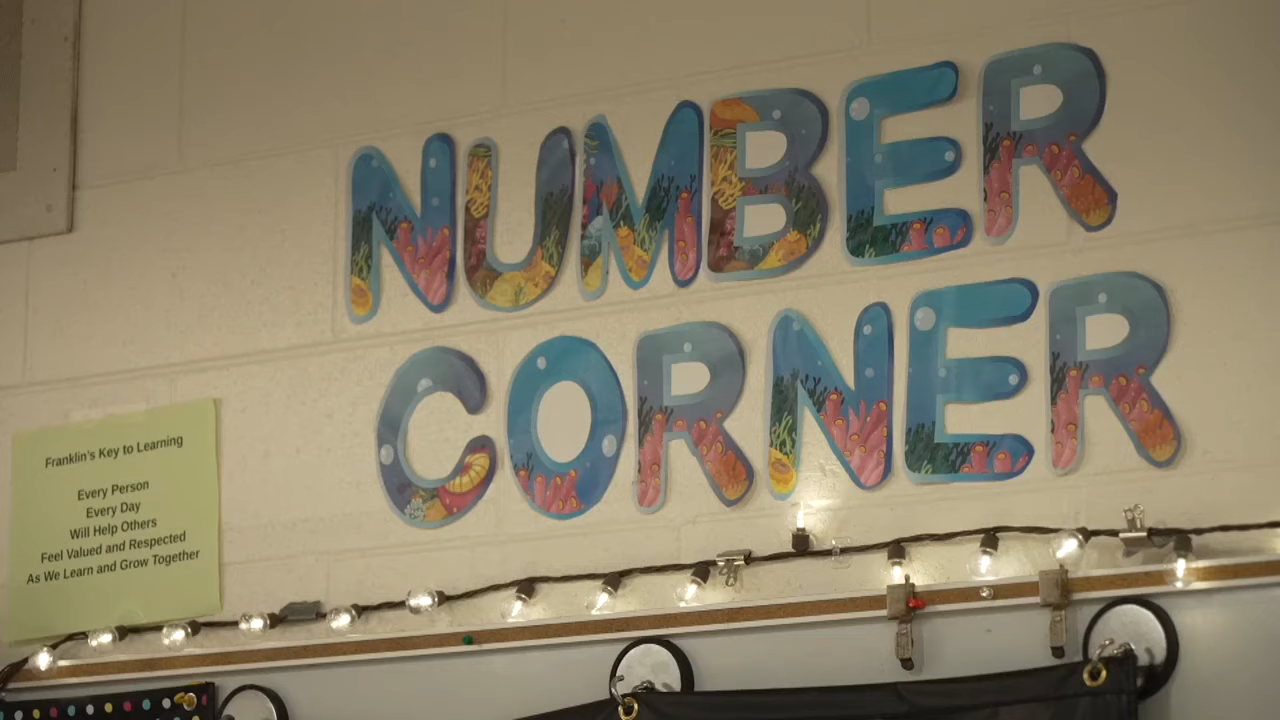 NUMBER
CORNER
Franklin's Key to Learning
Every Person
Every Day
Will Help Others
Feel Valued and Respected
As We Learn and Grow Together